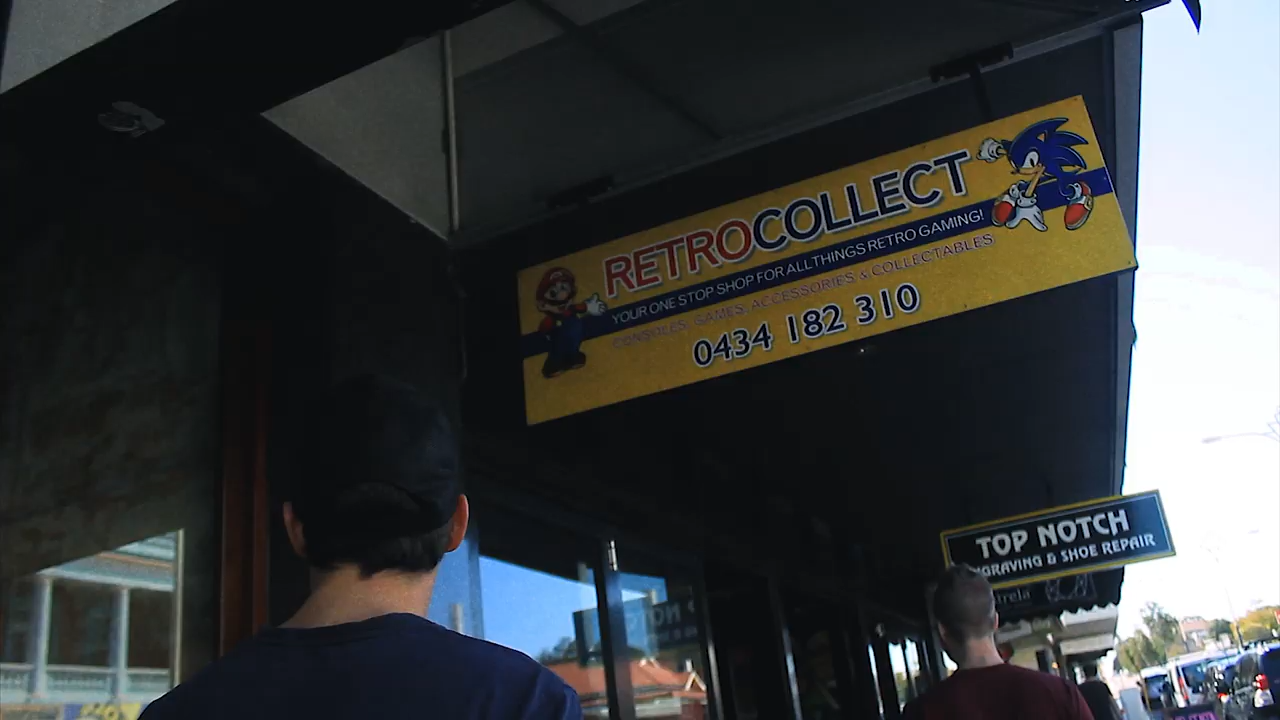 RETROCOLLECT
YOUR ONE STOP SHOP FOR ALL THINGS RETRO GAMING!
CONSOLES, GAMES, ACCESSORIES & COLLECTABLES
0434 182 310
TOP NOTCH
GRAVING & SHOE REPAIR